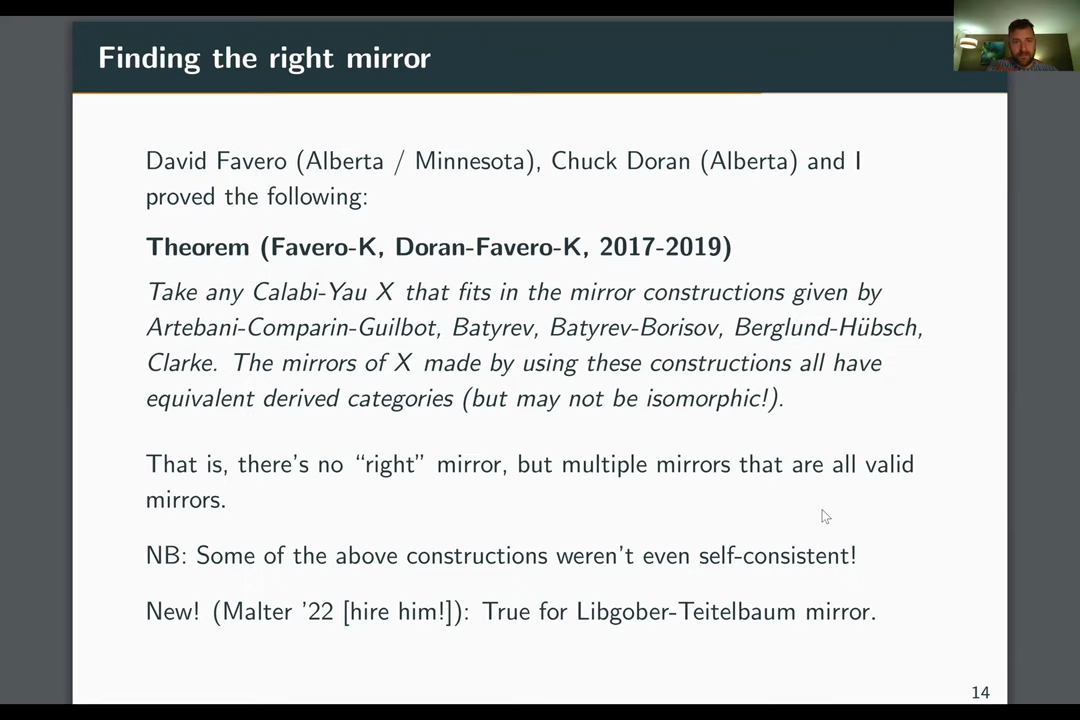 Finding the right mirror
David Favero (Alberta / Minnesota), Chuck Doran (Alberta) and I
proved the following:
Theorem (Favero-K, Doran-Favero-K, 2017-2019)
Take any Calabi-Yau X that fits in the mirror constructions given by
Artebani-Comparin-Guilbot, Batyrev, Batyrev-Borisov, Berglund-Hübsch,
Clarke. The mirrors of X made by using these constructions all have
equivalent derived categories (but may not be isomorphic!).
That is, there's no “right” mirror, but multiple mirrors that are all valid
mirrors.
NB: Some of the above constructions weren't even self-consistent!
New! (Malter '22 [hire him!]): True for Libgober-Teitelbaum mirror.
14